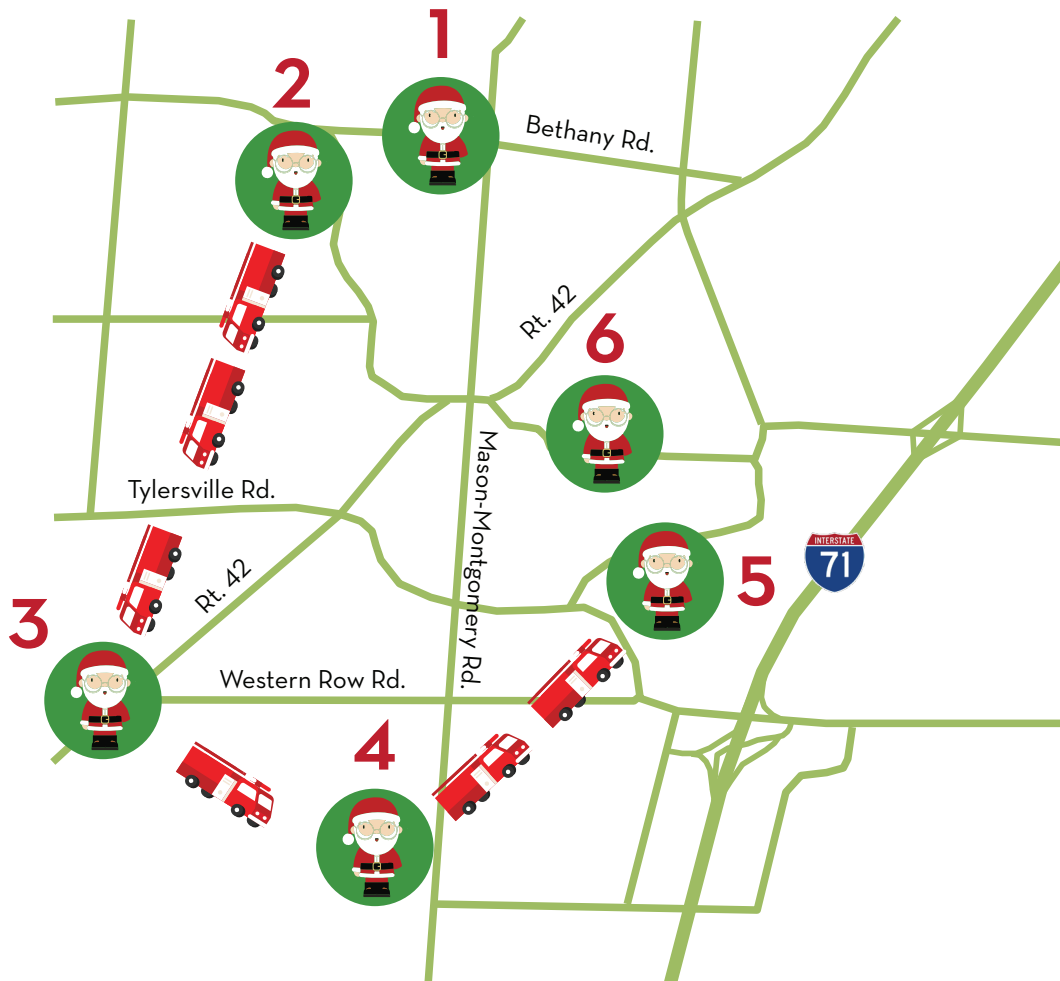 1
2
Bethany Rd.
Rt. 42
6
Mason-Montgomery Rd.
Tylersville Rd.
INTERSTATE
71
5
Rt. 42
3
Western Row Rd.
4